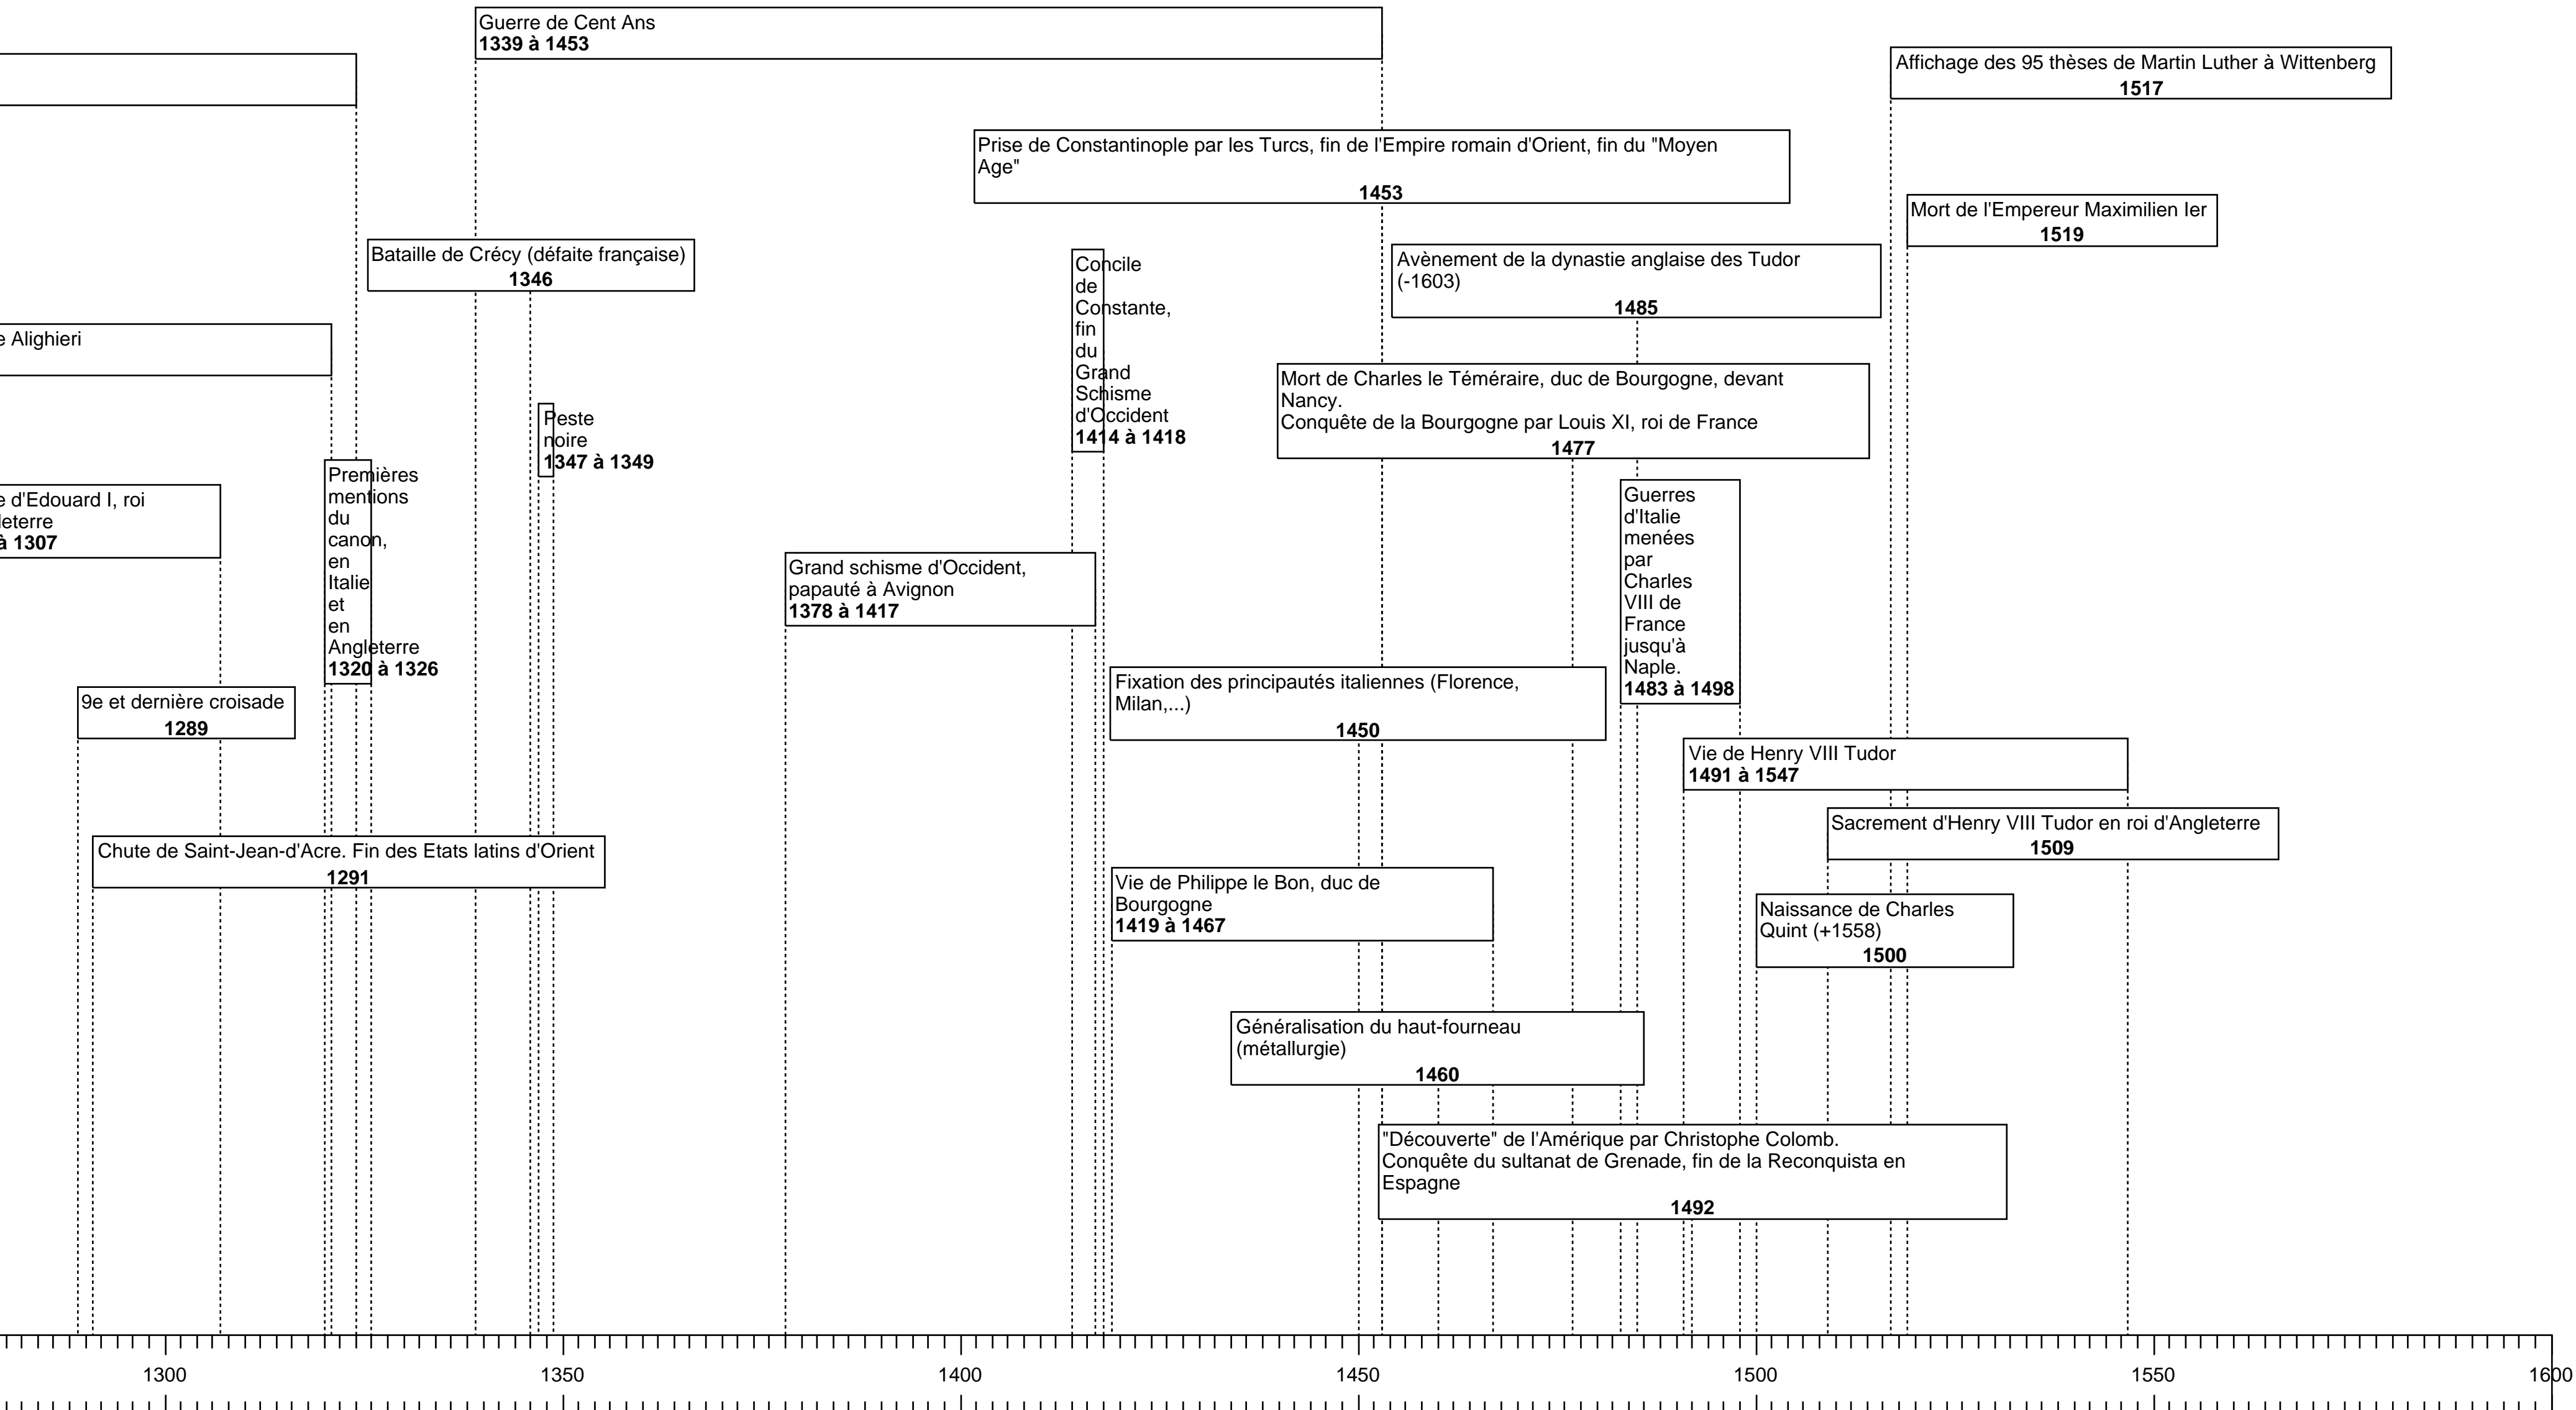 Guerre de Cent Ans
1339 à 1453
Affichage des 95 thèses de Martin Luther à Wittenberg
1517
Prise de Constantinople par les Turcs, fin de l'Empire romain d'Orient, fin du "Moyen
Age"
1453
Mort de l'Empereur Maximilien Ier
1519
Bataille de Crécy (défaite française)
1346
Concile
de
Constante,
fin
du
Grand
Schisme
d'Occident
1414 à 1418
Avènement de la dynastie anglaise des Tudor
(-1603)
1485
e Alighieri
Mort de Charles le Téméraire, duc de Bourgogne, devant
Nancy.
Conquête de la Bourgogne par Louis XI, roi de France
1477
Peste
noire
1347 à 1349
Premières
mentions
du
canon,
en
Italie
et
en
Angleterre
1320 à 1326
e d'Edouard I, roi
leterre
à 1307
Guerres
d'Italie
menées
par
Charles
VIII de
France
jusqu'à
Naple.
1483 à 1498
Grand schisme d'Occident,
papauté à Avignon
1378 à 1417
Fixation des principautés italiennes (Florence,
Milan,...)
1450
9e et dernière croisade
1289
Vie de Henry VIII Tudor
1491 à 1547
Sacrement d'Henry VIII Tudor en roi d'Angleterre
1509
Chute de Saint-Jean-d'Acre. Fin des Etats latins d'Orient
1291
Vie de Philippe le Bon, duc de
Bourgogne
1419 à 1467
Naissance de Charles
Quint (+1558)
1500
Généralisation du haut-fourneau
(métallurgie)
1460
"Découverte" de l'Amérique par Christophe Colomb.
Conquête du sultanat de Grenade, fin de la Reconquista en
Espagne
1492
1300 1350 1400 1450 1500 1550 1600